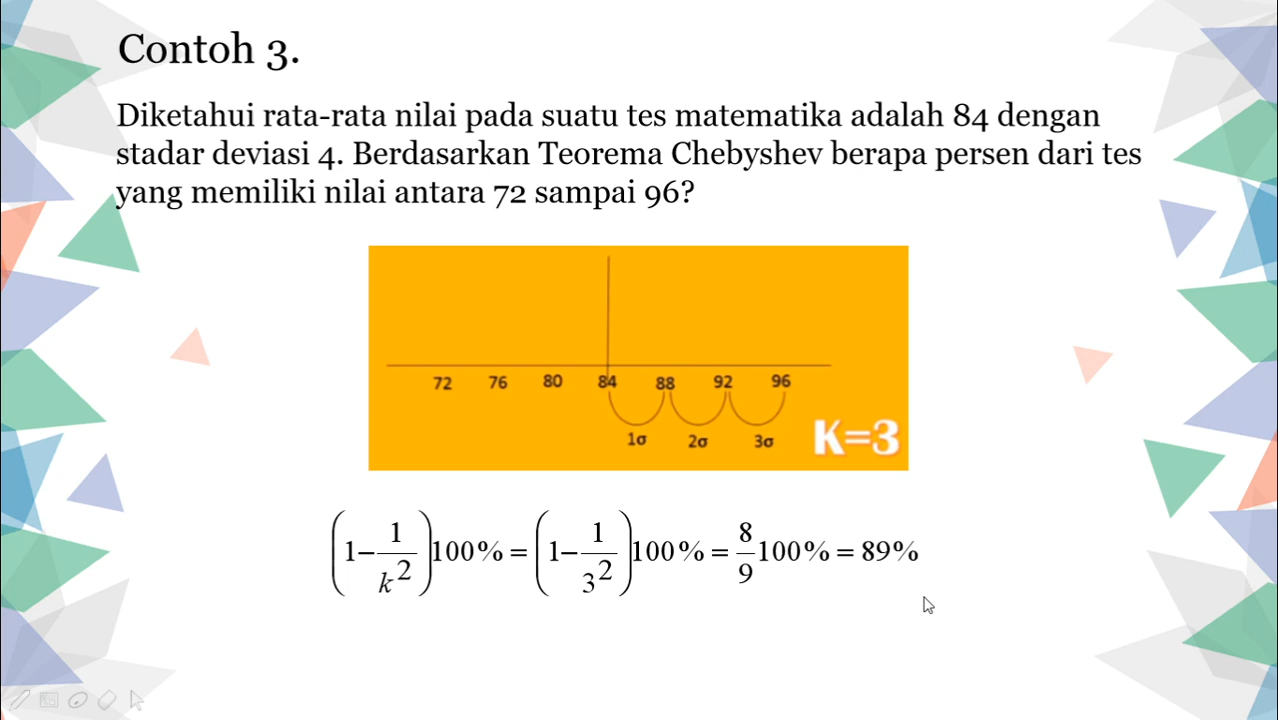 Contoh 3.
Diketahui rata-rata nilai pada suatu tes matematika adalah 84 dengan
stadar deviasi 4. Berdasarkan Teorema Chebyshev berapa persen dari tes
yang memiliki nilai antara 72 sampai 96?
72 76 80 84 88 92 96
1σ 2σ 3σ
K=3
(1−1/k²)100% = (1−1/3²)100% = 8/9 100% = 89%